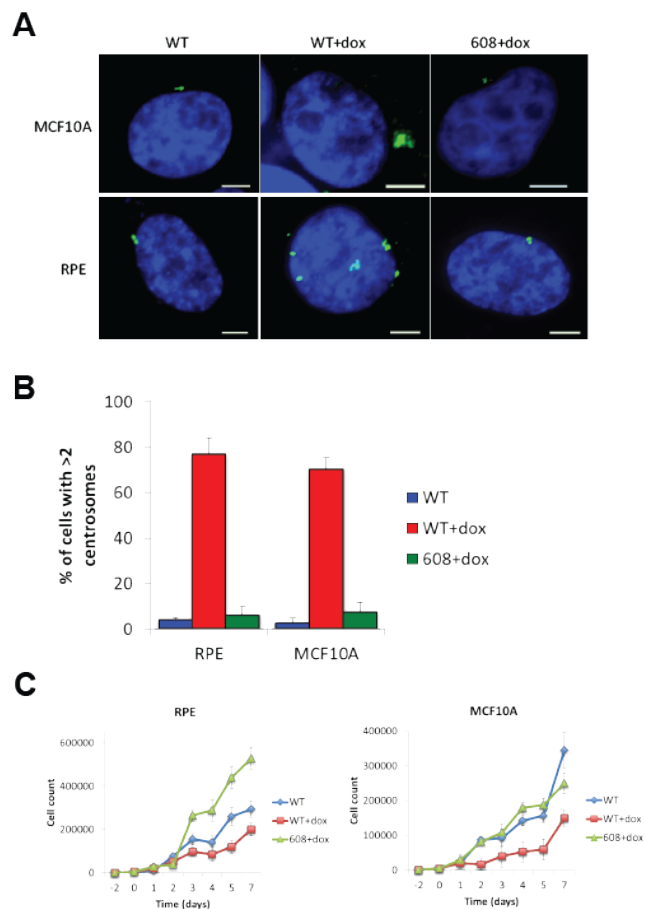 A
WT WT+dox 608+dox
MCF10A
RPE
B
% of cells with >2 centrosomes
100
80
60
40
20
0
RPE MCF10A
WT
WT+dox
608+dox
C
RPE
Cell count
600000
400000
200000
0
-2 0 1 2 3 4 5 7
Time (days)
WT
WT+dox
608+dox
MCF10A
Cell count
400000
300000
200000
100000
0
-2 0 1 2 3 4 5 7
Time (days)
WT
WT+dox
608+dox